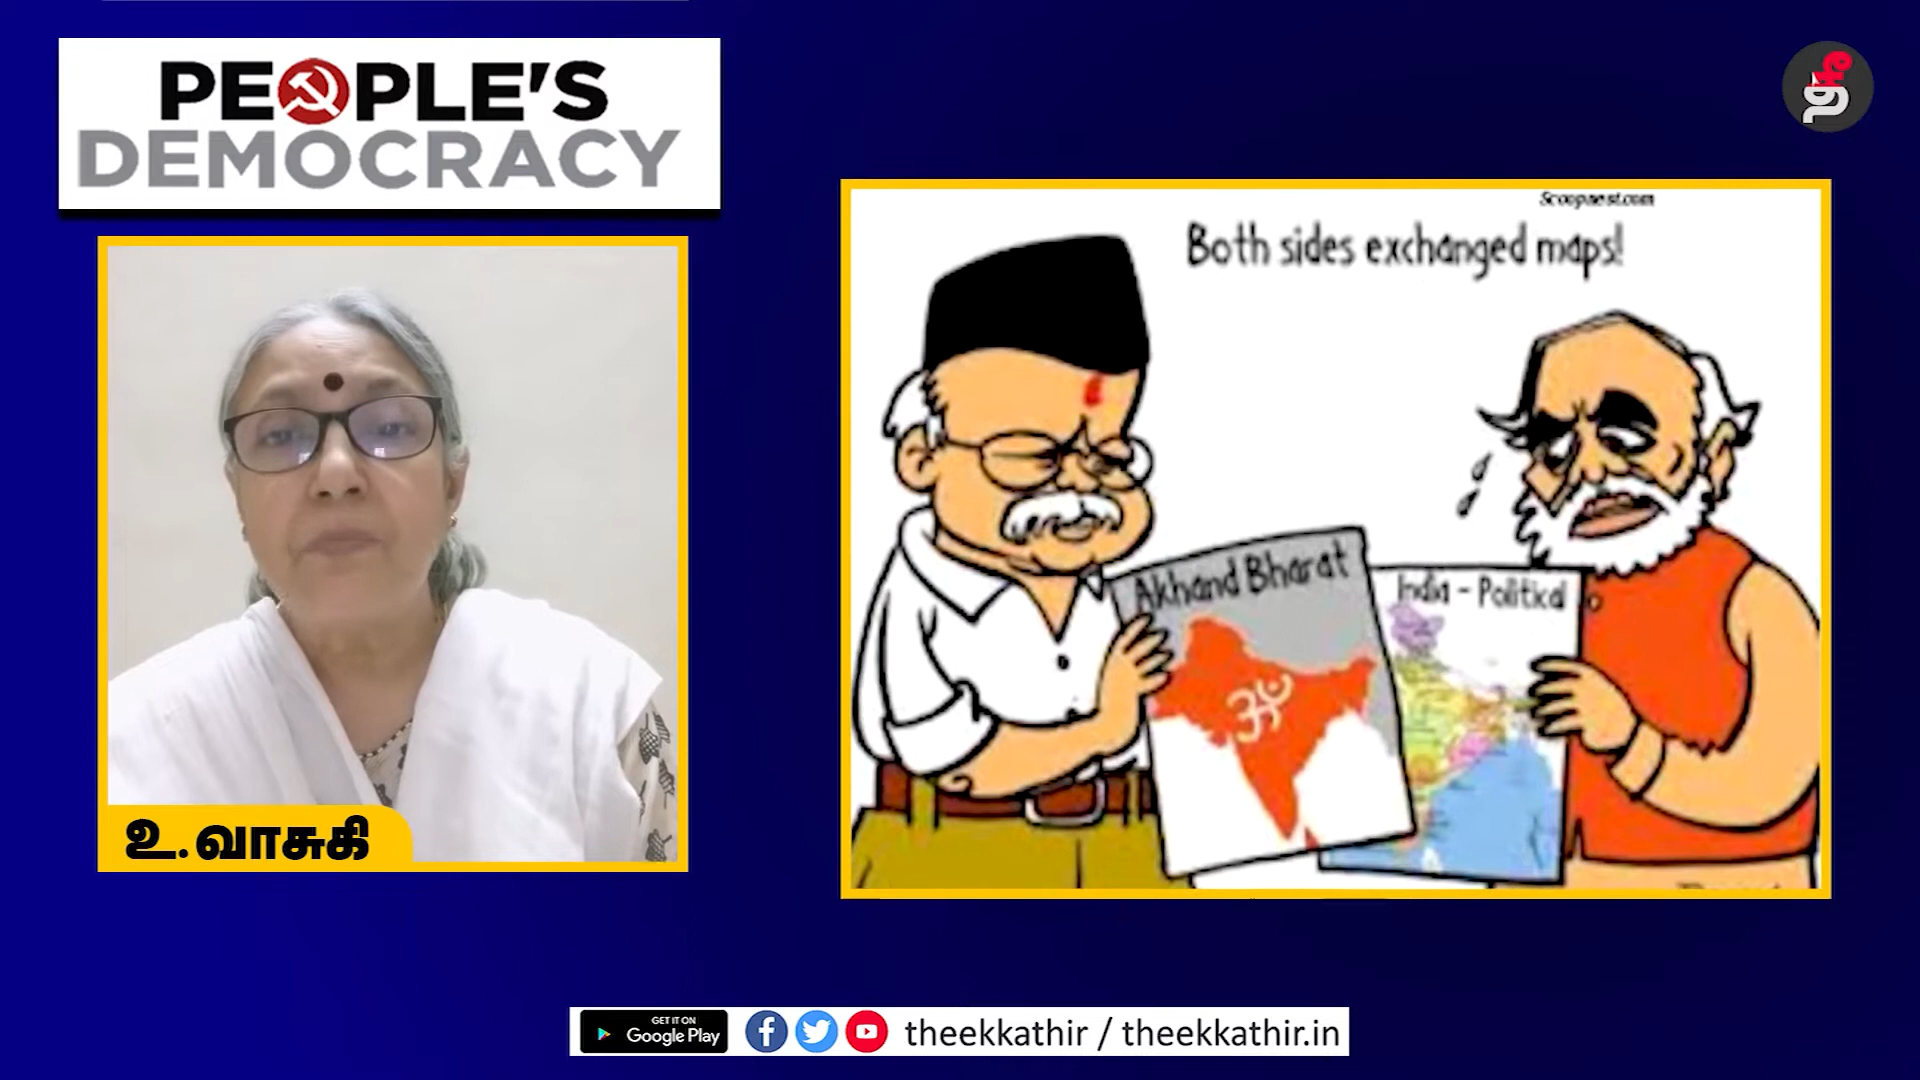 PEOPLE'S
DEMOCRACY
தீ
Scoopnest.com
Both sides exchanged maps!
Akhand Bharat
India - Political
ॐ
உ. வாசுகி
GET IT ON
Google Play
theekkathir / theekkathir.in